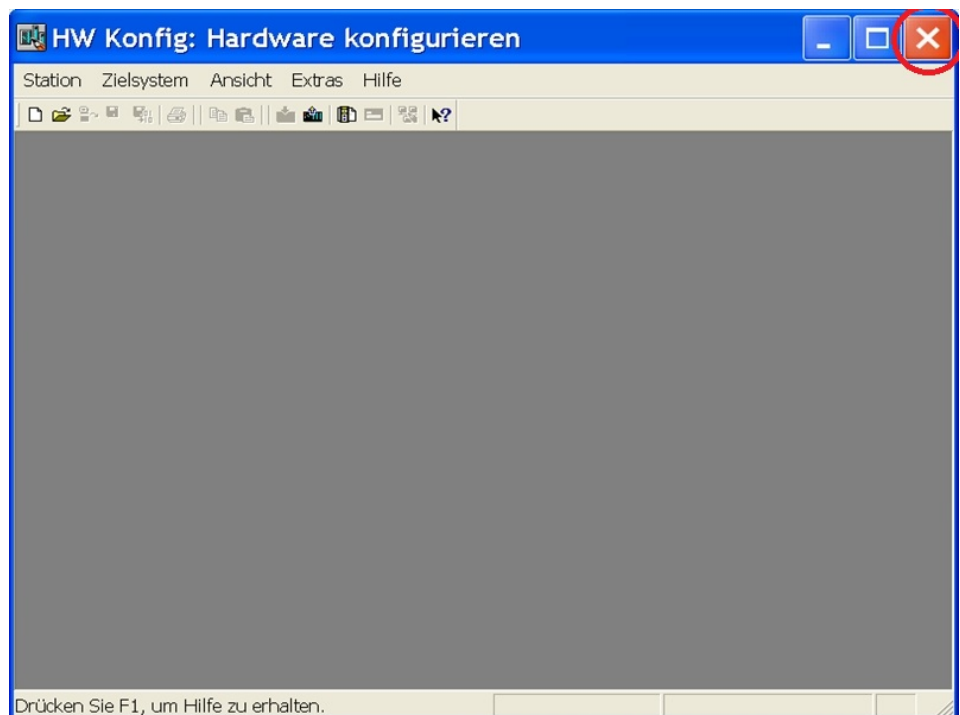 HW Konfig: Hardware konfigurieren
Station Zielsystem Ansicht Extras Hilfe
Drücken Sie F1, um Hilfe zu erhalten.